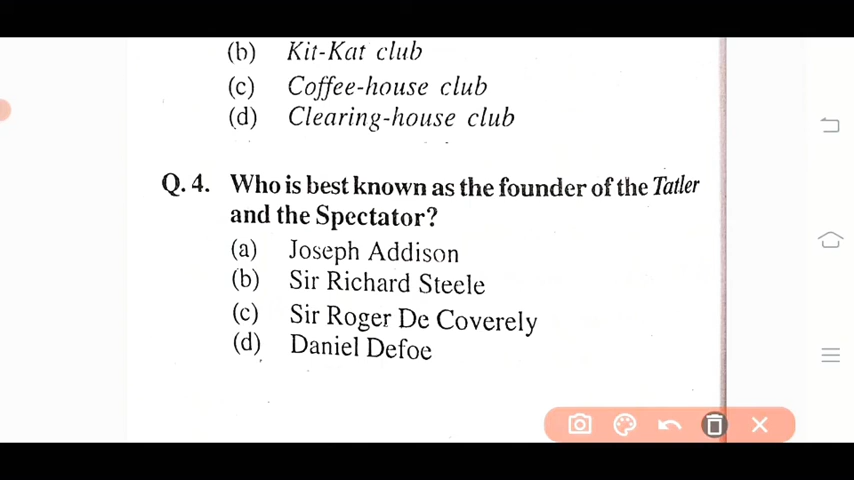 (b) Kit-Kat club
(c) Coffee-house club
(d) Clearing-house club
Q. 4. Who is best known as the founder of the Tatler
and the Spectator?
(a) Joseph Addison
(b) Sir Richard Steele
(c) Sir Roger De Coverely
(d) Daniel Defoe